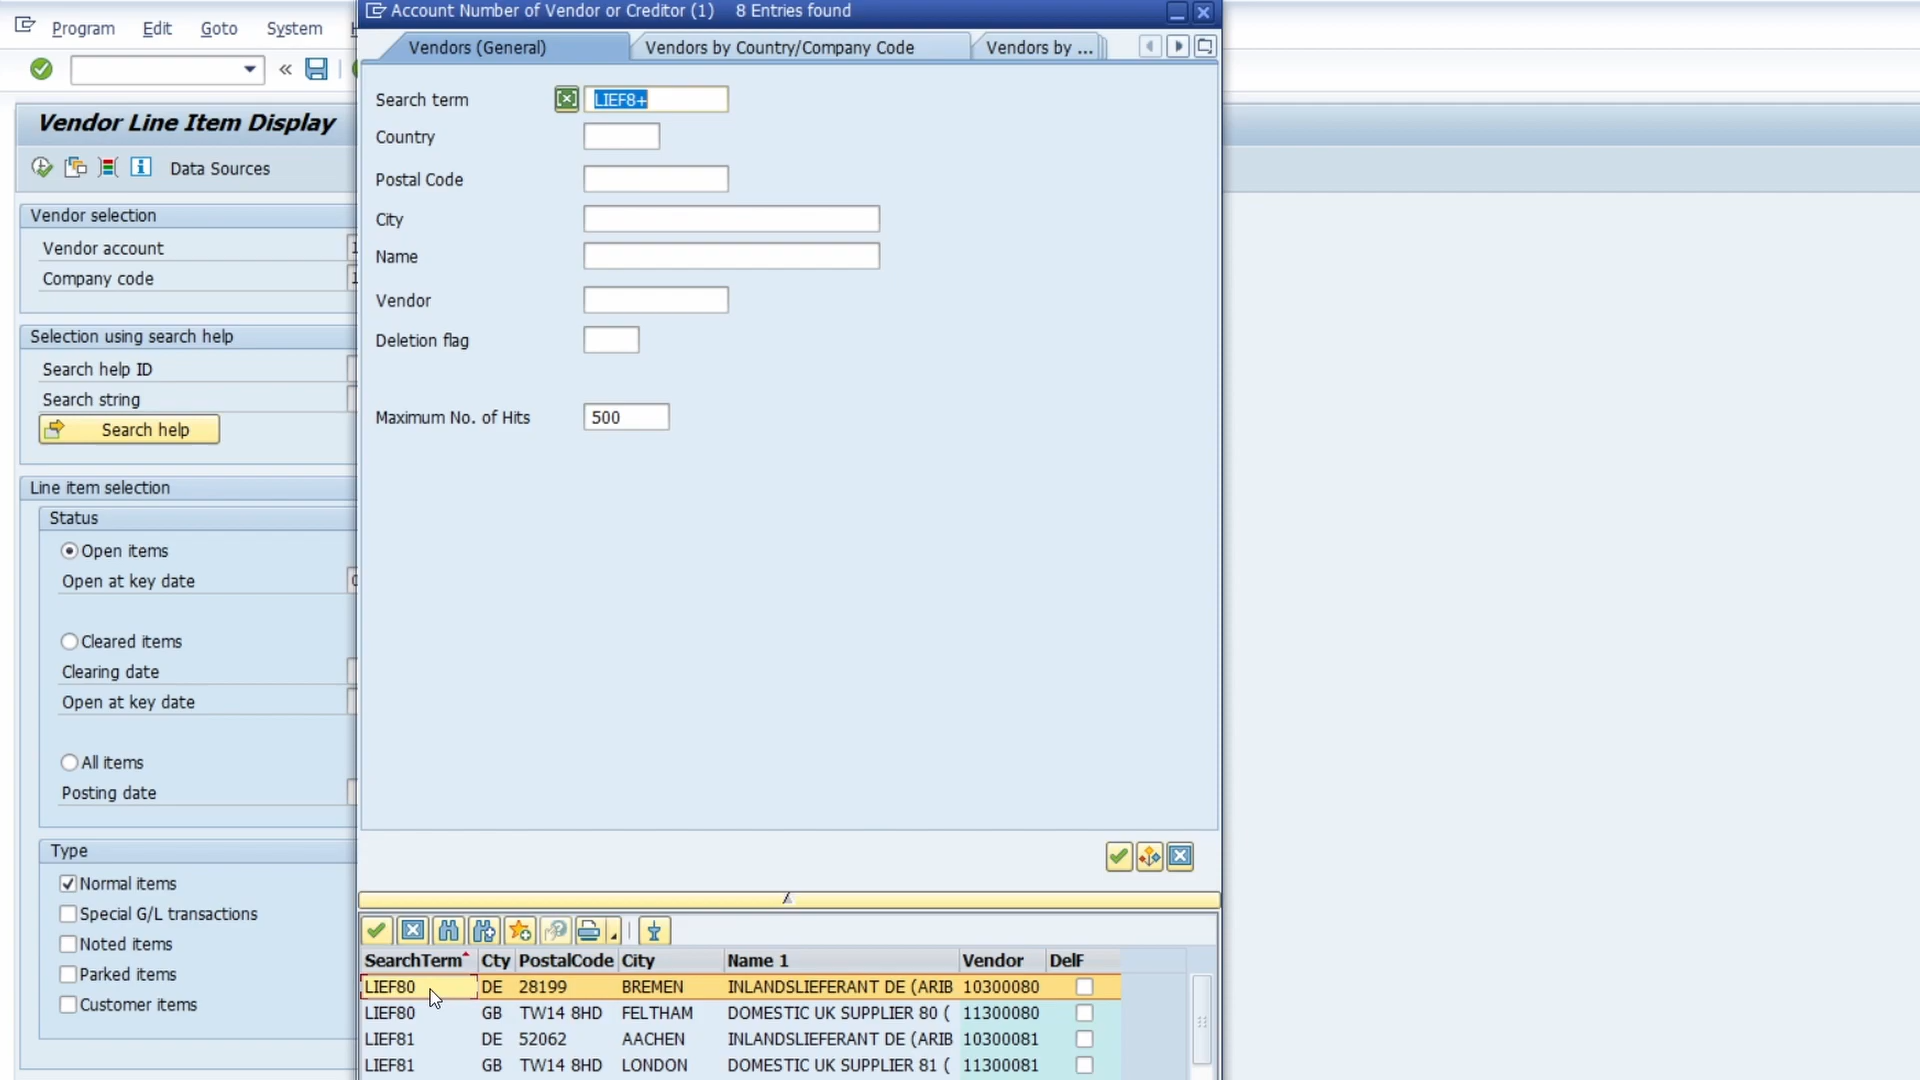 Account Number of Vendor or Creditor (1) 8 Entries found
Program Edit Goto System
Vendors (General) Vendors by Country/Company Code Vendors by ...
Vendor Line Item Display
Data Sources
Vendor selection
Vendor account
Company code
Selection using search help
Search help ID
Search string
Search help
Line item selection
Status
Open items
Open at key date
Cleared items
Clearing date
Open at key date
All items
Posting date
Type
Normal items
Special G/L transactions
Noted items
Parked items
Customer items
Search term LIEF8+
Country
Postal Code
City
Name
Vendor
Deletion flag
Maximum No. of Hits 500
SearchTerm Cty PostalCode City Name 1 Vendor DelF
LIEF80 DE 28199 BREMEN INLANDSLIEFERANT DE (ARIB 10300080
LIEF80 GB TW14 8HD FELTHAM DOMESTIC UK SUPPLIER 80 ( 11300080
LIEF81 DE 52062 AACHEN INLANDSLIEFERANT DE (ARIB 10300081
LIEF81 GB TW14 8HD LONDON DOMESTIC UK SUPPLIER 81 ( 11300081